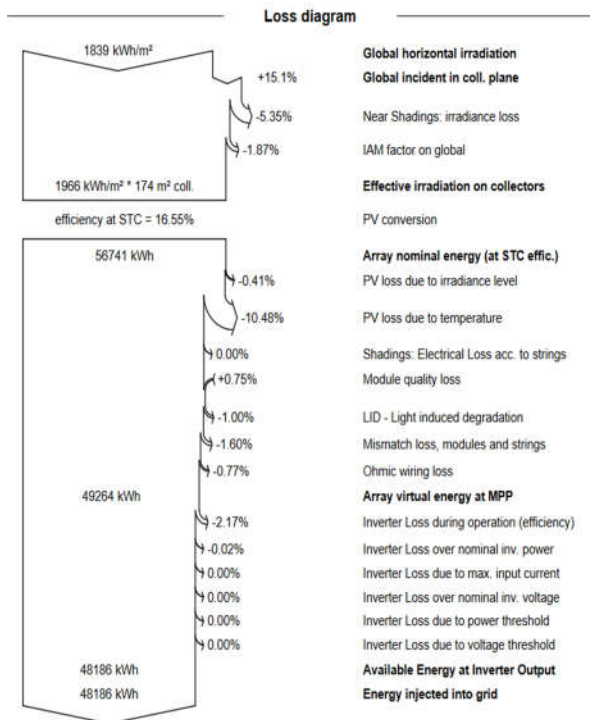 Loss diagram
1839 kWh/m² Global horizontal irradiation
+15.1% Global incident in coll. plane
-5.35% Near Shadings: irradiance loss
-1.87% IAM factor on global
1966 kWh/m² * 174 m² coll. Effective irradiation on collectors
efficiency at STC = 16.55% PV conversion
56741 kWh Array nominal energy (at STC effic.)
-0.41% PV loss due to irradiance level
-10.48% PV loss due to temperature
0.00% Shadings: Electrical Loss acc. to strings
+0.75% Module quality loss
-1.00% LID - Light induced degradation
-1.60% Mismatch loss, modules and strings
-0.77% Ohmic wiring loss
49264 kWh Array virtual energy at MPP
-2.17% Inverter Loss during operation (efficiency)
-0.02% Inverter Loss over nominal inv. power
0.00% Inverter Loss due to max. input current
0.00% Inverter Loss over nominal inv. voltage
0.00% Inverter Loss due to power threshold
0.00% Inverter Loss due to voltage threshold
48186 kWh Available Energy at Inverter Output
48186 kWh Energy injected into grid